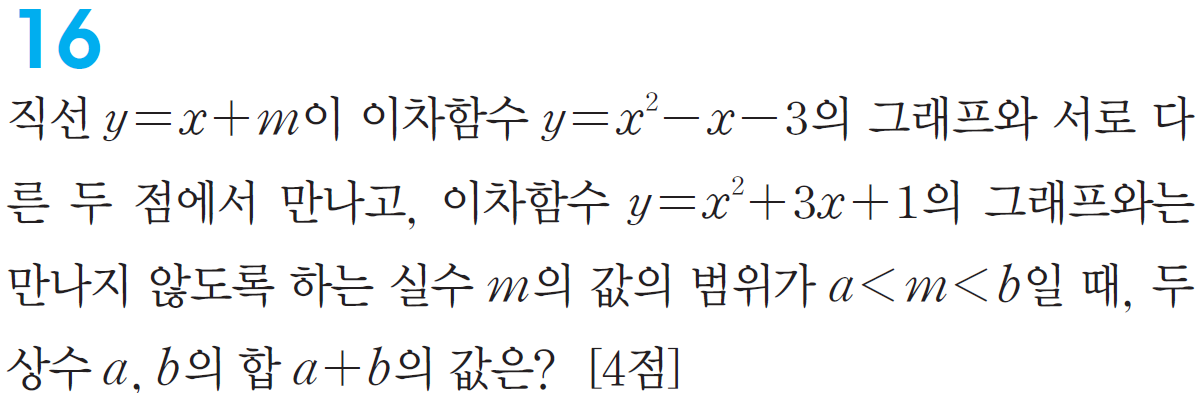 16
직선 y=x+m이 이차함수 y=x²-x-3의 그래프와 서로 다
른 두 점에서 만나고, 이차함수 y=x²+3x+1의 그래프와는
만나지 않도록 하는 실수 m의 값의 범위가 a<m<b일 때, 두
상수 a, b의 합 a+b의 값은? [4점]